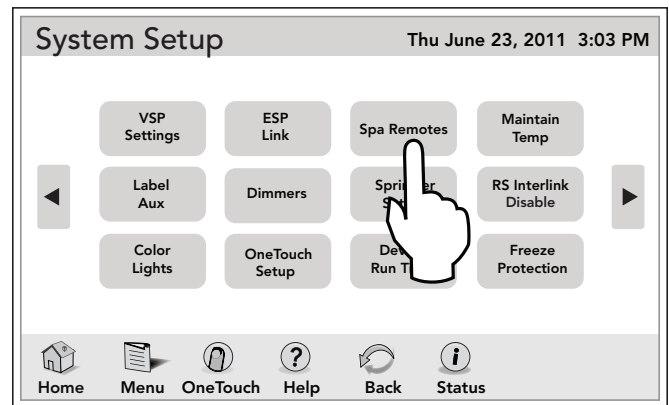 System Setup
Thu June 23, 2011 3:03 PM
VSP
Settings
ESP
Link
Spa Remotes
Maintain
Temp
Label
Aux
Dimmers
RS Interlink
Disable
Color
Lights
OneTouch
Setup
Run
Freeze
Protection
Home
Menu
OneTouch
Help
Back
Status